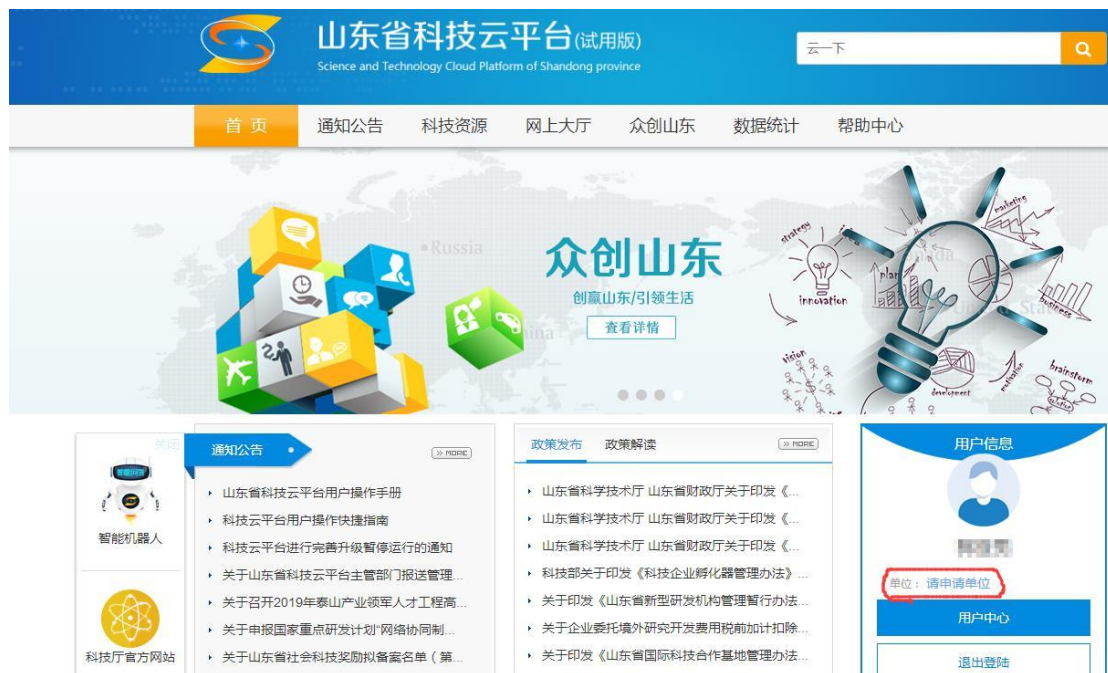 山东省科技云平台(试用版)
Science and Technology Cloud Platform of Shandong province
云一下
首 页 通知公告 科技资源 网上大厅 众创山东 数据统计 帮助中心
Russia
众创山东
创赢山东/引领生活
查看详情
strategy
marketing
plan
innovation
business
vision
development
motivation
brainstorm
关闭
智能机器人
科技厅官方网站
通知公告
>> MORE
山东省科技云平台用户操作手册
科技云平台用户操作快捷指南
科技云平台进行完善升级暂停运行的通知
关于山东省科技云平台主管部门报送管理...
关于召开2019年泰山产业领军人才工程高...
关于申报国家重点研发计划“网络协同制...
关于山东省社会科技奖励拟备案名单（第...
政策发布 政策解读
>> MORE
山东省科学技术厅 山东省财政厅关于印发《...
山东省科学技术厅 山东省财政厅关于印发《...
山东省科学技术厅 山东省财政厅关于印发《...
科技部关于印发《科技企业孵化器管理办法》...
关于印发《山东省新型研发机构管理暂行办法...
关于企业委托境外研究开发费用税前加计扣除...
关于印发《山东省国际科技合作基地管理办法...
用户信息
单位：请申请单位
用户中心
退出登陆